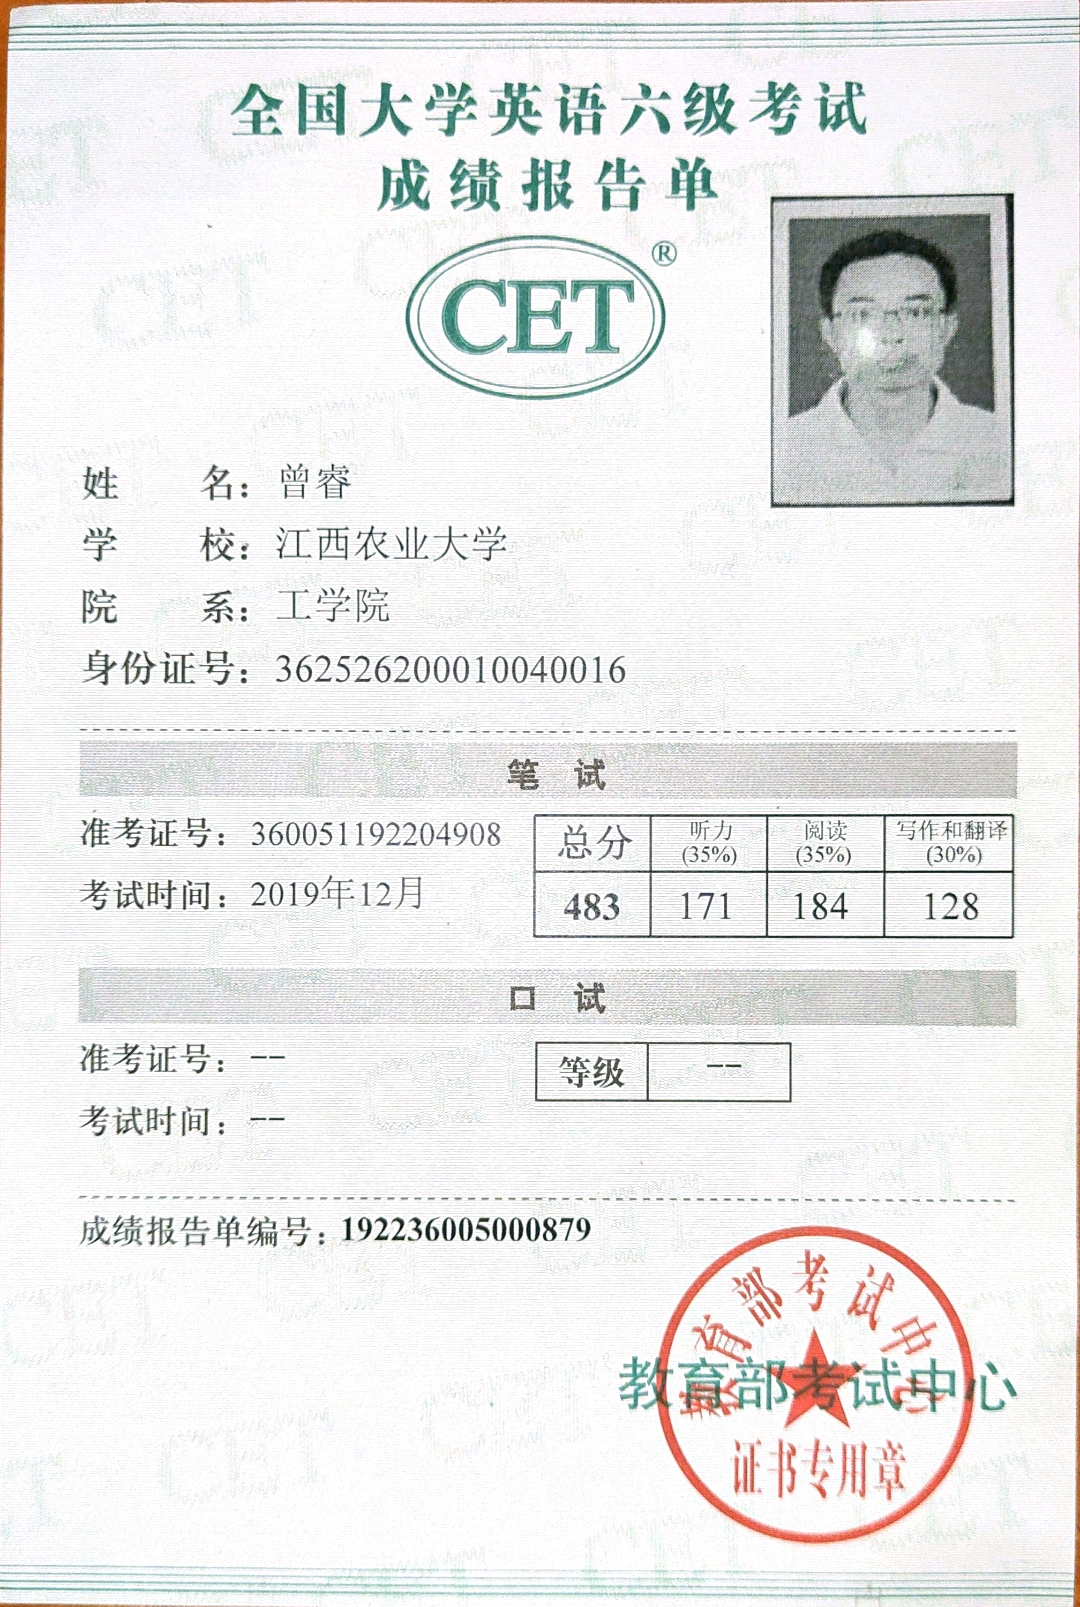 全国大学英语六级考试
成绩报告单
CET®
姓 名：曾睿
学 校：江西农业大学
院 系：工学院
身份证号：362526200010040016
笔 试
准考证号：360051192204908
考试时间：2019年12月
总分 听力(35%) 阅读(35%) 写作和翻译(30%)
483 171 184 128
口 试
准考证号：--
考试时间：--
等级 --
成绩报告单编号：192236005000879
教育部考试中心
教育部考试中心
证书专用章